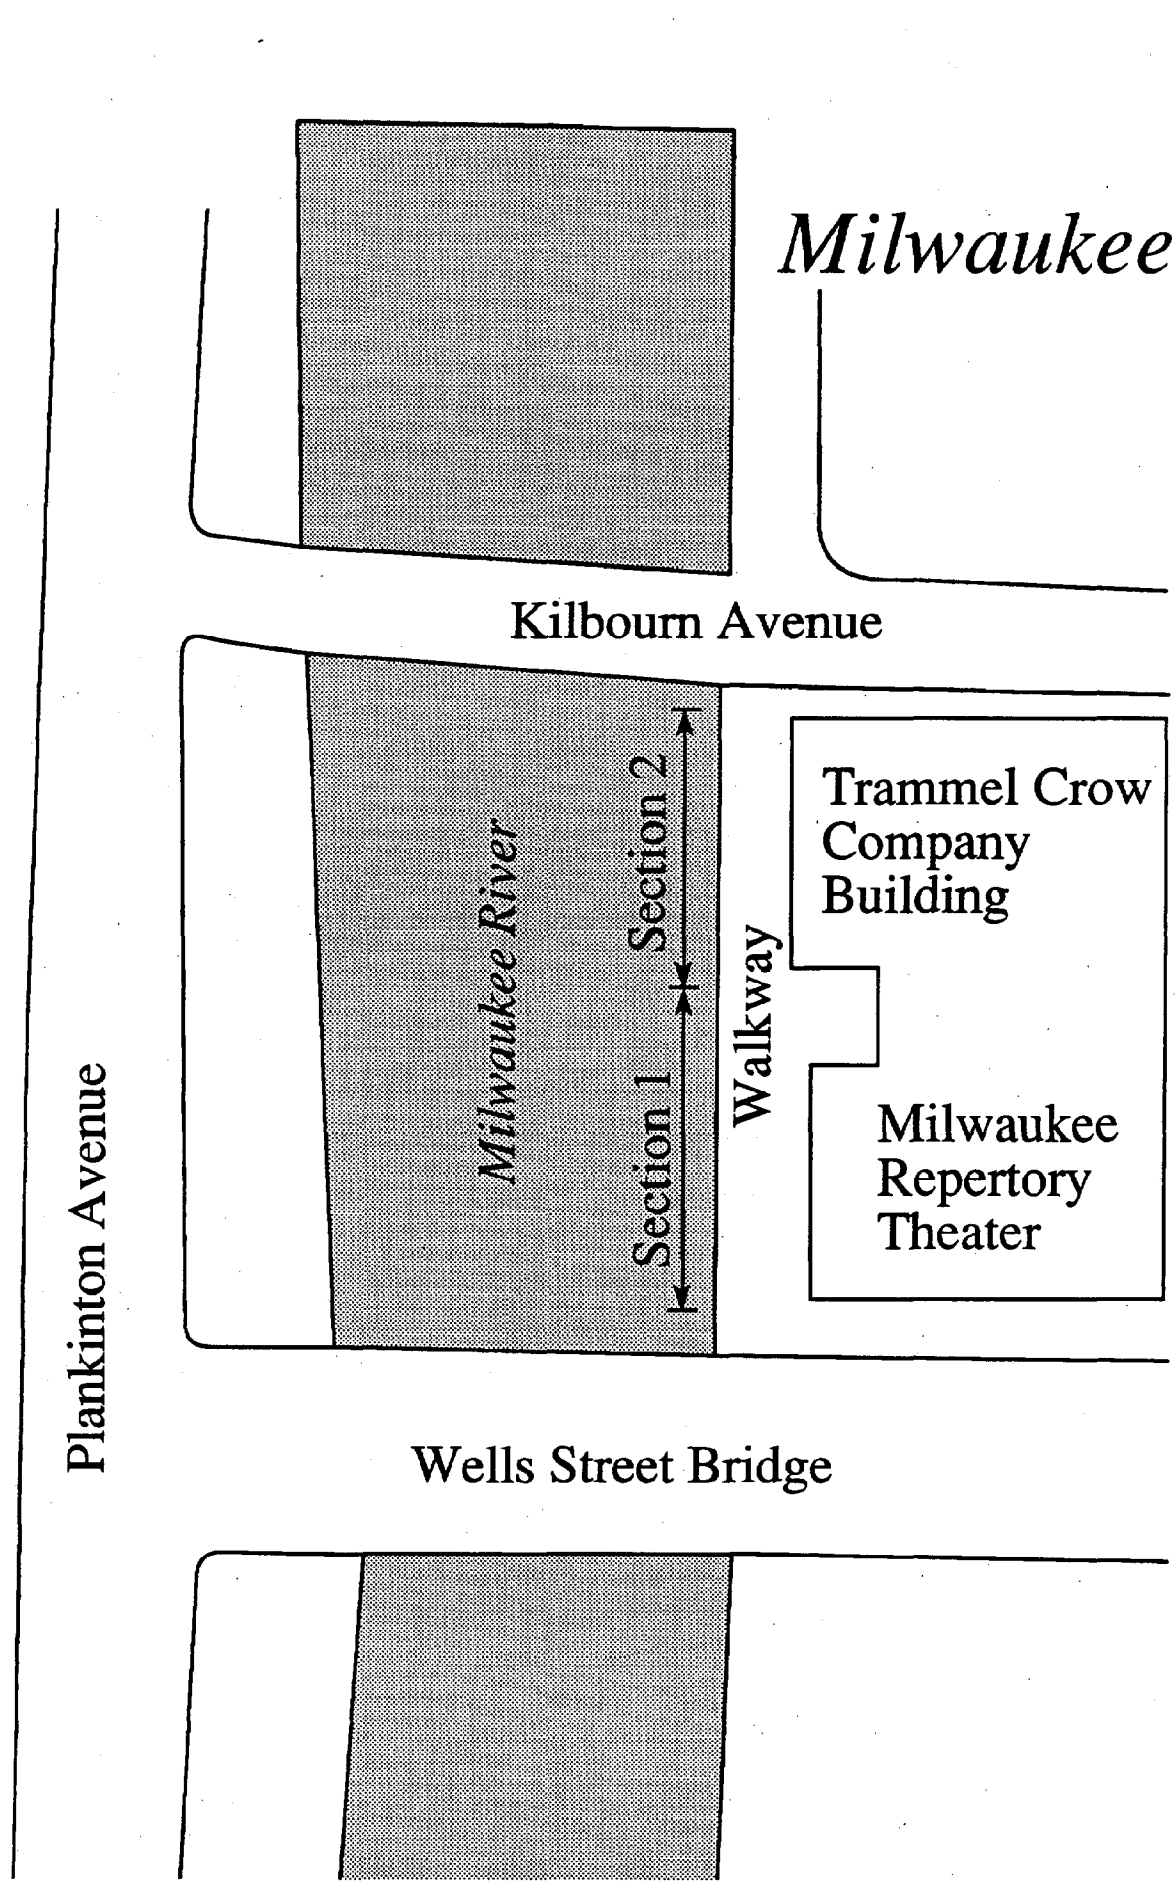 Milwaukee
Kilbourn Avenue
Trammel Crow
Company
Building
Section 2
Milwaukee River
Walkway
Section 1
Milwaukee
Repertory
Theater
Plankinton Avenue
Wells Street Bridge